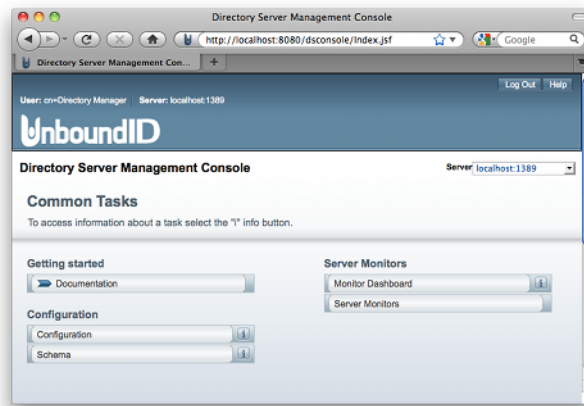 Directory Server Management Console
http://localhost:8080/dsconsole/index.jsf
Google
Directory Server Management Con...
Log Out Help
User: cn=Directory Manager Server: localhost:1389
UnboundID
Directory Server Management Console
Server localhost:1389
Common Tasks
To access information about a task select the "i" info button.
Getting started
Documentation
Configuration
Configuration i
Schema i
Server Monitors
Monitor Dashboard i
Server Monitors